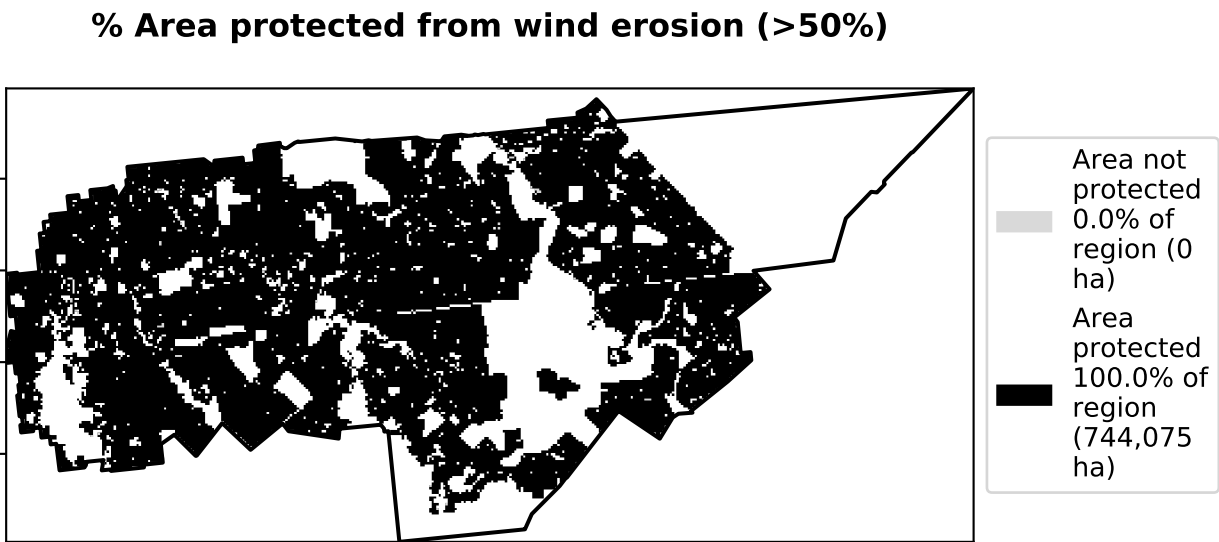 % Area protected from wind erosion (>50%)
Area not
protected
0.0% of
region (0
ha)
Area
protected
100.0% of
region
(744,075
ha)